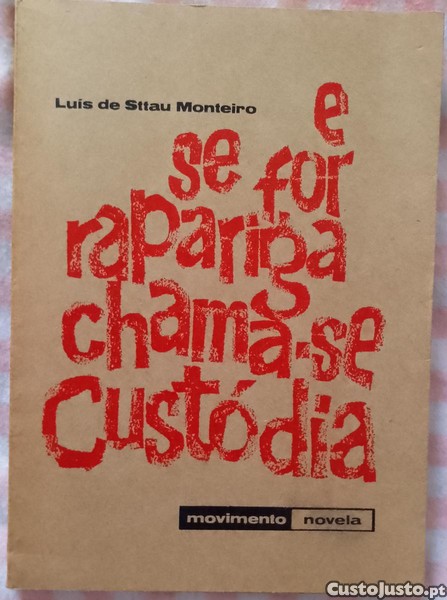 Luís de Sttau Monteiro
e
se for
rapariga
chama-se
Custódia
movimento novela
CustoJusto.pt